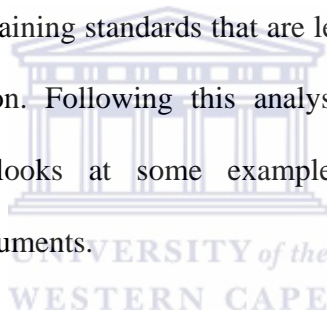 aining standards that are le
on. Following this analys
looks at some example
uments.
UNIVERSITY of the
WESTERN CAPE